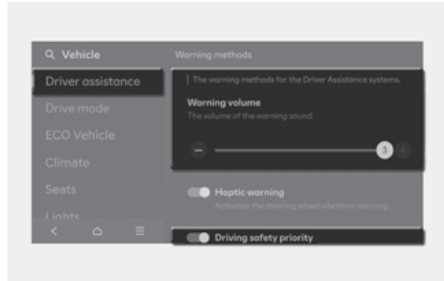 Vehicle
Warning methods
Driver assistance
The warning methods for the Driver Assistance systems.
Drive mode
Warning volume
The volume of the warning sound.
ECO Vehicle
3
Climate
Seats
Haptic warning
Activates the steering wheel vibration warning.
Lights
Driving safety priority